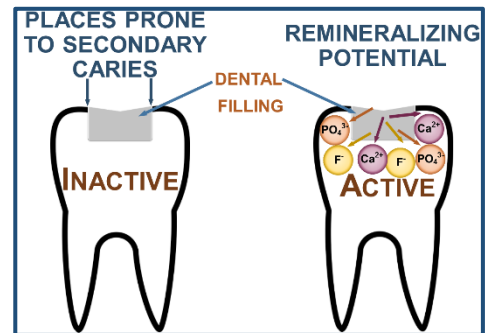 PLACES PRONE
TO SECONDARY
CARIES
REMINERALIZING
POTENTIAL
DENTAL
FILLING
PO₄³⁻
Ca²⁺
F⁻
Ca²⁺
F⁻
PO₄³⁻
INACTIVE
ACTIVE